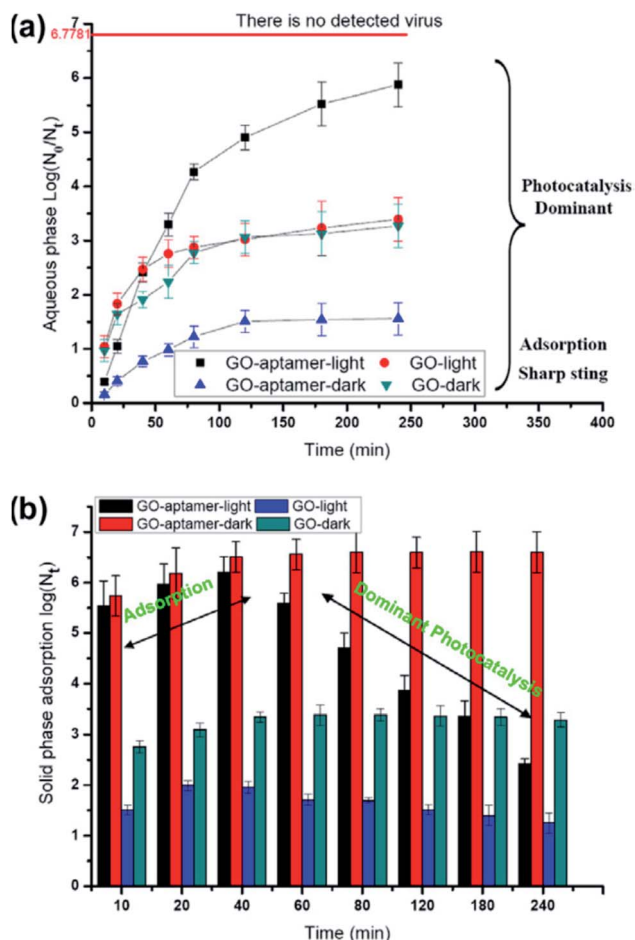 (a)
There is no detected virus
7
6.7781
6
5
4
3
2
1
0
Aqueous phase Log(N₀/Nₜ)
Photocatalysis
Dominant
Adsorption
Sharp sting
GO-aptamer-light
GO-light
GO-aptamer-dark
GO-dark
0 50 100 150 200 250 300 350 400
Time (min)
(b)
GO-aptamer-light
GO-light
GO-aptamer-dark
GO-dark
7
6
5
4
3
2
1
0
Solid phase adsorption log(Nₜ)
Adsorption
Dominant Photocatalysis
10 20 40 60 80 120 180 240
Time (min)